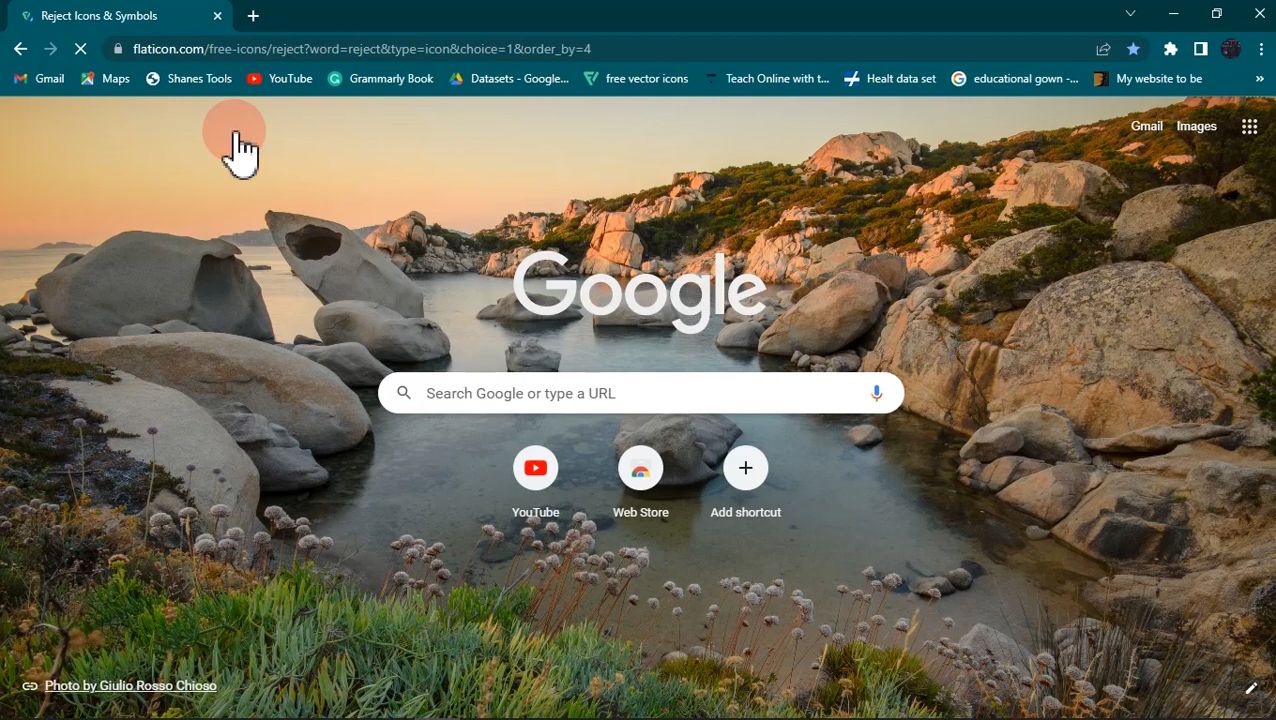 Reject Icons & Symbols
flaticon.com/free-icons/reject?word=reject&type=icon&choice=1&order_by=4
Gmail Maps Shanes Tools YouTube Grammarly Book Datasets - Google... free vector icons Teach Online with t... Healt data set educational gown -... My website to be »
Gmail Images
Google
Search Google or type a URL
YouTube Web Store Add shortcut
Photo by Giulio Rosso Chioso